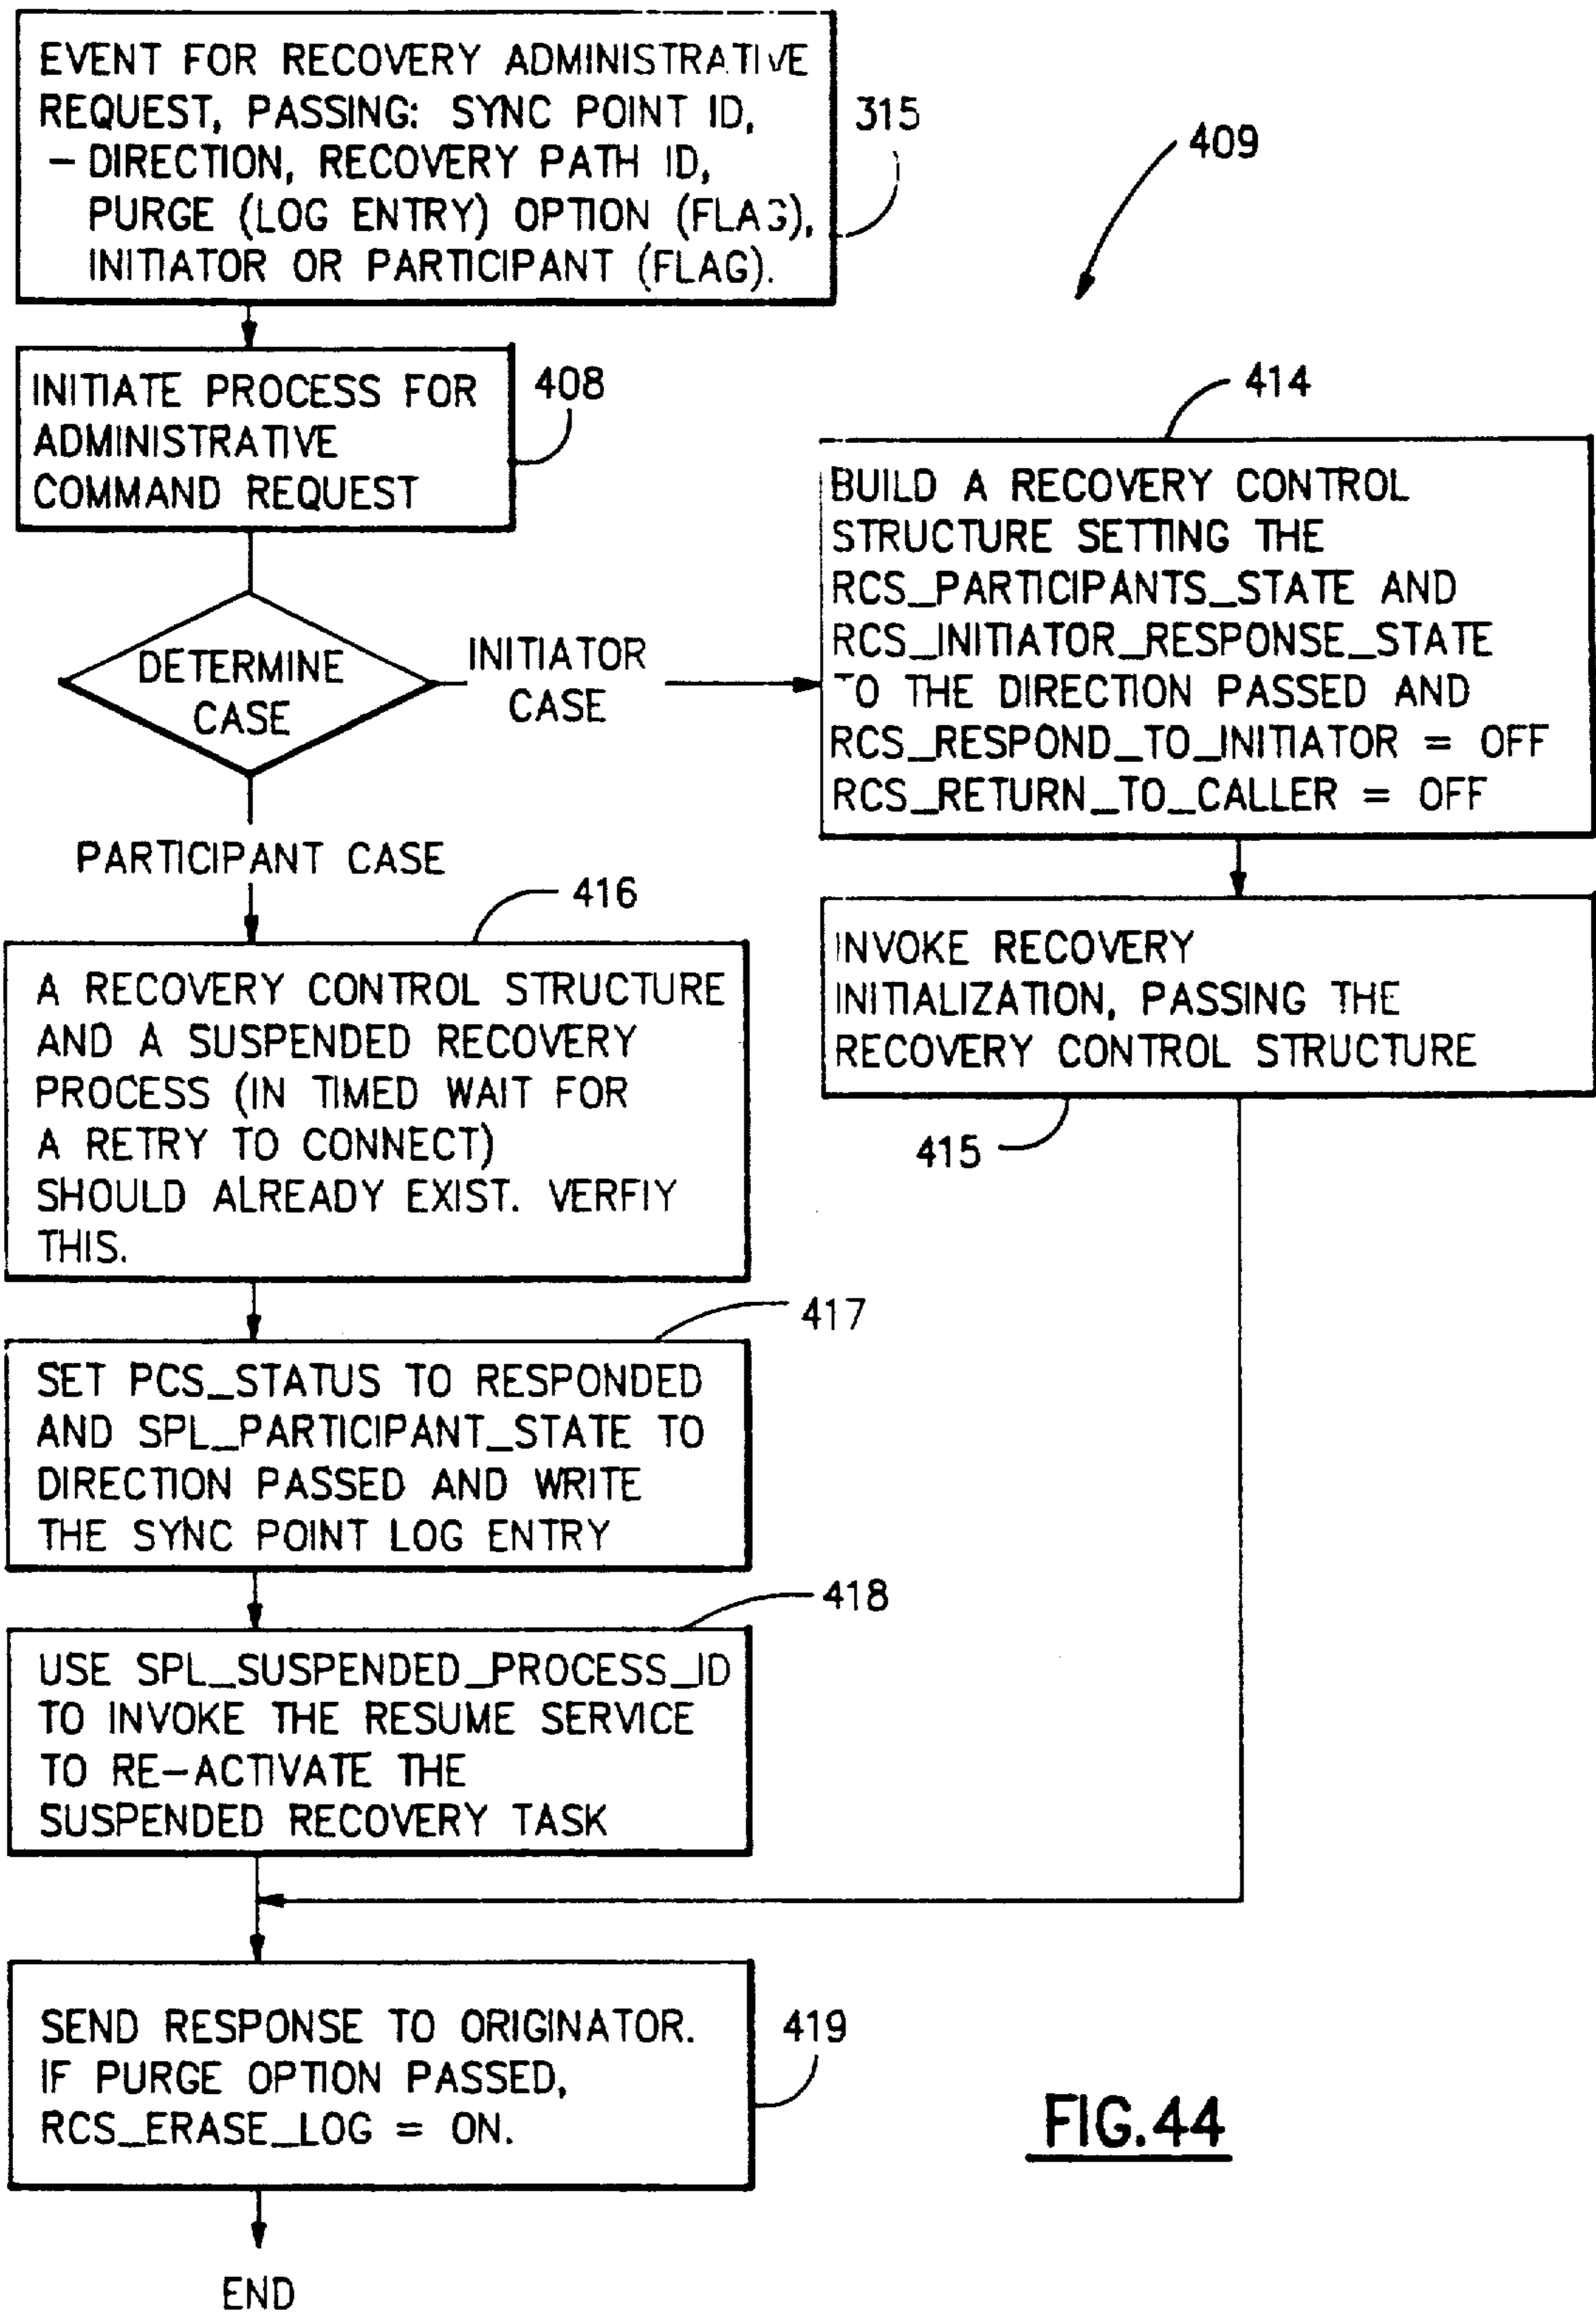 EVENT FOR RECOVERY ADMINISTRATIVE
REQUEST, PASSING: SYNC POINT ID,
– DIRECTION, RECOVERY PATH ID,
PURGE (LOG ENTRY) OPTION (FLAG),
INITIATOR OR PARTICIPANT (FLAG).
315
409
INITIATE PROCESS FOR
ADMINISTRATIVE
COMMAND REQUEST
408
DETERMINE
CASE
INITIATOR
CASE
414
BUILD A RECOVERY CONTROL
STRUCTURE SETTING THE
RCS_PARTICIPANTS_STATE AND
RCS_INITIATOR_RESPONSE_STATE
TO THE DIRECTION PASSED AND
RCS_RESPOND_TO_INITIATOR = OFF
RCS_RETURN_TO_CALLER = OFF
INVOKE RECOVERY
INITIALIZATION, PASSING THE
RECOVERY CONTROL STRUCTURE
415
PARTICIPANT CASE
416
A RECOVERY CONTROL STRUCTURE
AND A SUSPENDED RECOVERY
PROCESS (IN TIMED WAIT FOR
A RETRY TO CONNECT)
SHOULD ALREADY EXIST. VERFIY
THIS.
417
SET PCS_STATUS TO RESPONDED
AND SPL_PARTICIPANT_STATE TO
DIRECTION PASSED AND WRITE
THE SYNC POINT LOG ENTRY
418
USE SPL_SUSPENDED_PROCESS_ID
TO INVOKE THE RESUME SERVICE
TO RE-ACTIVATE THE
SUSPENDED RECOVERY TASK
SEND RESPONSE TO ORIGINATOR.
IF PURGE OPTION PASSED,
RCS_ERASE_LOG = ON.
419
END
FIG.44